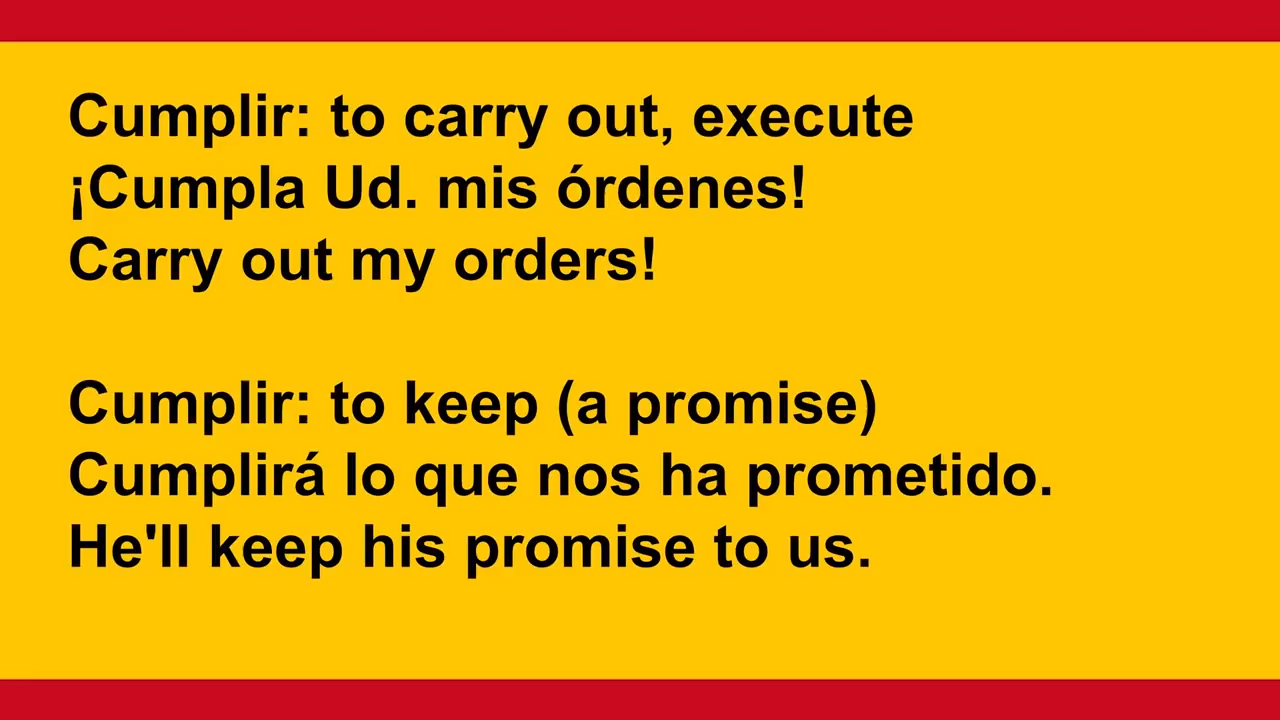 Cumplir: to carry out, execute
¡Cumpla Ud. mis órdenes!
Carry out my orders!
Cumplir: to keep (a promise)
Cumplirá lo que nos ha prometido.
He'll keep his promise to us.